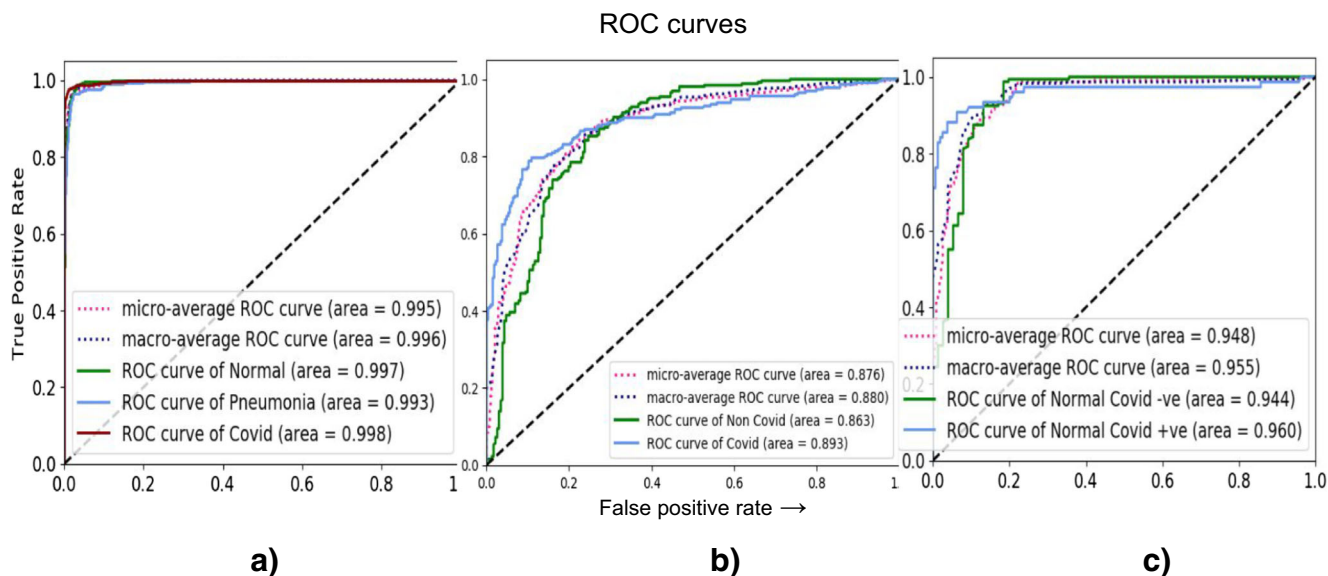 ROC curves
True Positive Rate
1.0
0.8
0.6
0.4
0.2
0.0
micro-average ROC curve (area = 0.995)
macro-average ROC curve (area = 0.996)
ROC curve of Normal (area = 0.997)
ROC curve of Pneumonia (area = 0.993)
ROC curve of Covid (area = 0.998)
0.0 0.2 0.4 0.6 0.8 1
a)
1.0
0.8
0.6
0.4
0.2
0.0
micro-average ROC curve (area = 0.876)
macro-average ROC curve (area = 0.880)
ROC curve of Non Covid (area = 0.863)
ROC curve of Covid (area = 0.893)
0.0 0.2 0.4 0.6 0.8 1.
False positive rate →
b)
1.0
0.8
0.6
0.4
0.2
0.0
micro-average ROC curve (area = 0.948)
macro-average ROC curve (area = 0.955)
ROC curve of Normal Covid -ve (area = 0.944)
ROC curve of Normal Covid +ve (area = 0.960)
0.0 0.2 0.4 0.6 0.8 1.0
c)